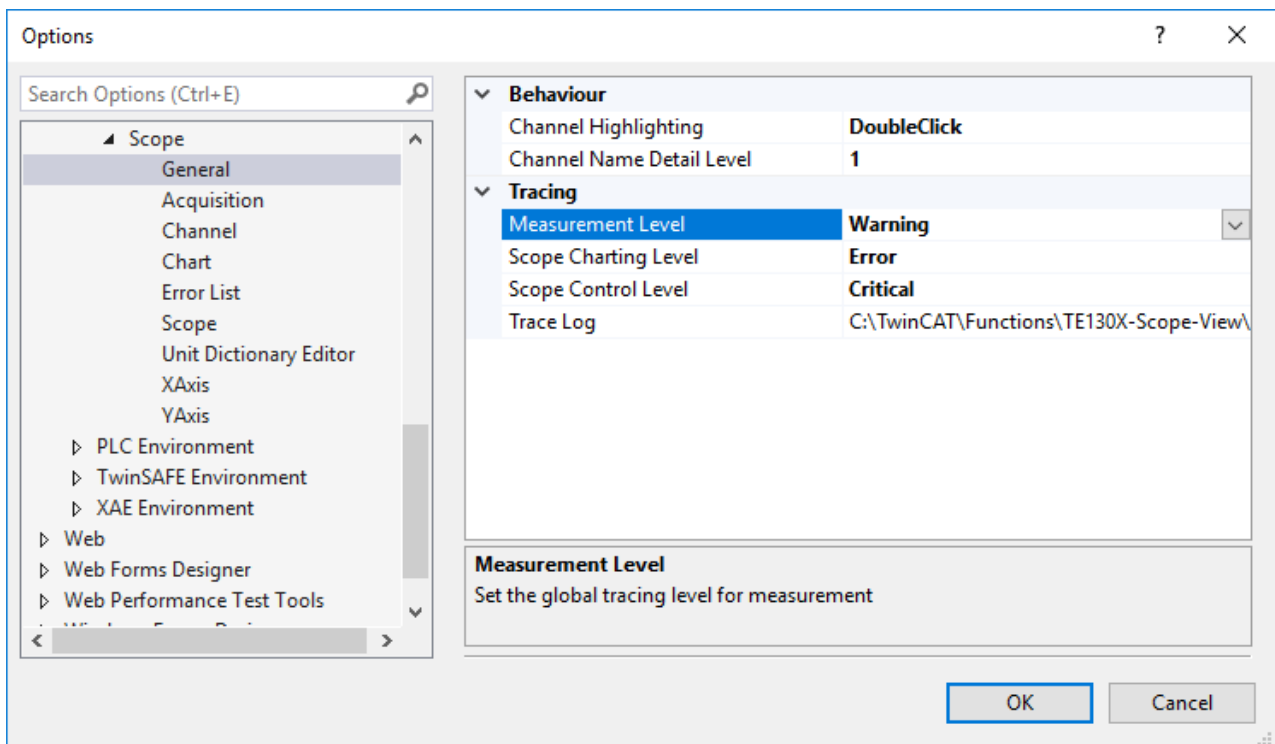 Options
?
Search Options (Ctrl+E)
Scope
General
Acquisition
Channel
Chart
Error List
Scope
Unit Dictionary Editor
XAxis
YAxis
PLC Environment
TwinSAFE Environment
XAE Environment
Web
Web Forms Designer
Web Performance Test Tools
Behaviour
Channel Highlighting DoubleClick
Channel Name Detail Level 1
Tracing
Measurement Level Warning
Scope Charting Level Error
Scope Control Level Critical
Trace Log C:\TwinCAT\Functions\TE130X-Scope-View\
Measurement Level
Set the global tracing level for measurement
OK Cancel